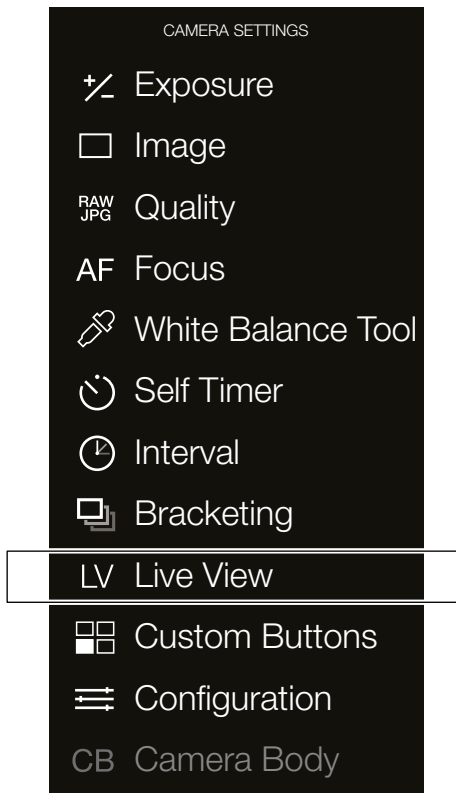 CAMERA SETTINGS
Exposure
Image
RAW
JPG Quality
AF Focus
White Balance Tool
Self Timer
Interval
Bracketing
LV Live View
Custom Buttons
Configuration
CB Camera Body